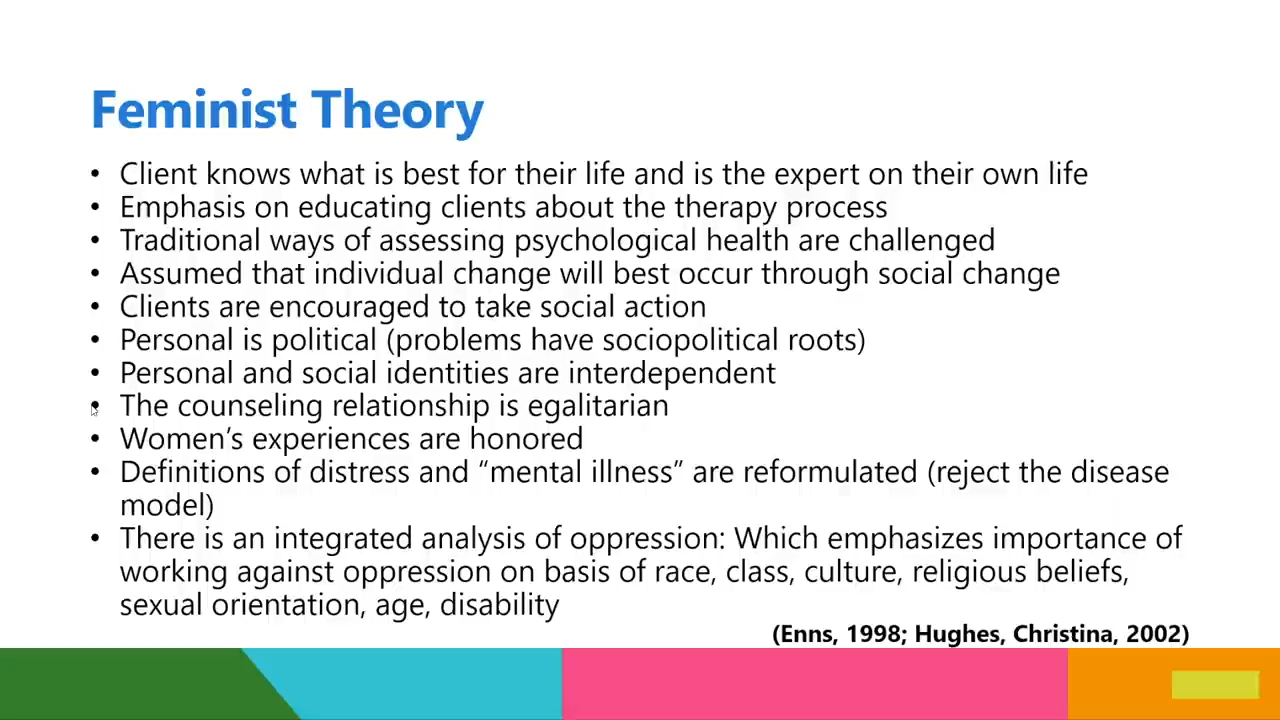 Feminist Theory
• Client knows what is best for their life and is the expert on their own life
• Emphasis on educating clients about the therapy process
• Traditional ways of assessing psychological health are challenged
• Assumed that individual change will best occur through social change
• Clients are encouraged to take social action
• Personal is political (problems have sociopolitical roots)
• Personal and social identities are interdependent
• The counseling relationship is egalitarian
• Women’s experiences are honored
• Definitions of distress and “mental illness” are reformulated (reject the disease
model)
• There is an integrated analysis of oppression: Which emphasizes importance of
working against oppression on basis of race, class, culture, religious beliefs,
sexual orientation, age, disability
(Enns, 1998; Hughes, Christina, 2002)